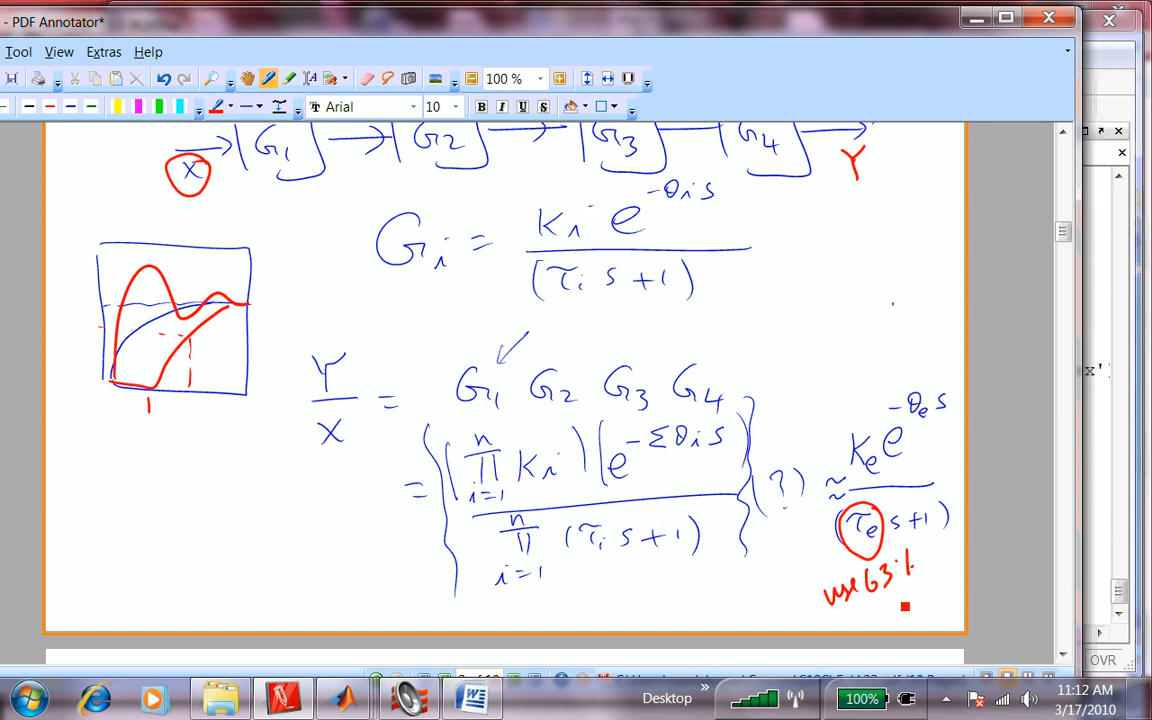 - PDF Annotator*
Tool View Extras Help
100 %
Arial 10 B I U S
→ |G1| → |G2| → |G3| → |G4| →
X Y
Gi = Ki e^-θi s / (τi s + 1)
Y/X = G1 G2 G3 G4
= { (∏ i=1 n Ki) (e^-Σθi s) / ∏ i=1 n (τi s + 1) } (?) ≈ Ke e^-θe s / (τe s + 1)
use 63%
x')
OVR
Desktop » 100% 11:12 AM
3/17/2010